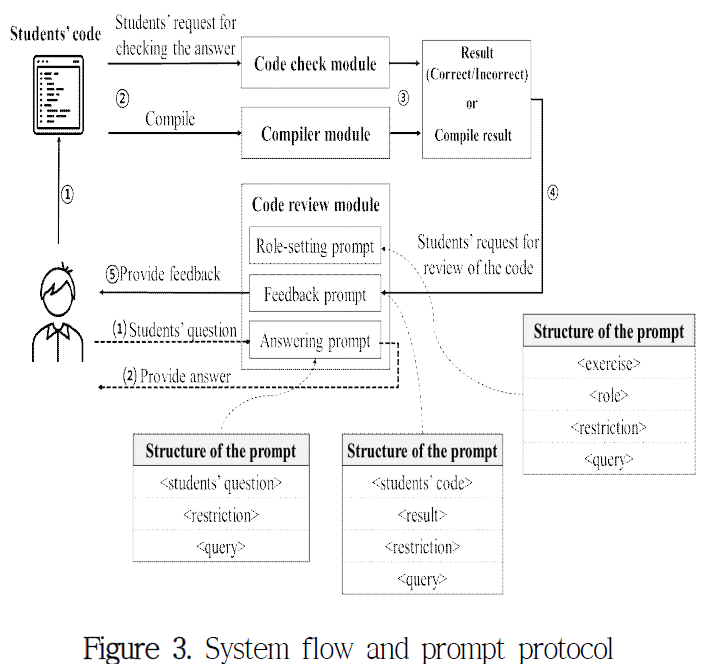 Students' code
Students' request for
checking the answer
Code check module
Result
(Correct/Incorrect)
or
Compile result
②
Compile
Compiler module
③
①
④
Code review module
Role-setting prompt
Students' request for
review of the code
⑤Provide feedback
Feedback prompt
(1) Students' question
Answering prompt
(2) Provide answer
Structure of the prompt
<exercise>
<role>
<restriction>
<query>
Structure of the prompt
<students' question>
<restriction>
<query>
Structure of the prompt
<students' code>
<result>
<restriction>
<query>
Figure 3. System flow and prompt protocol